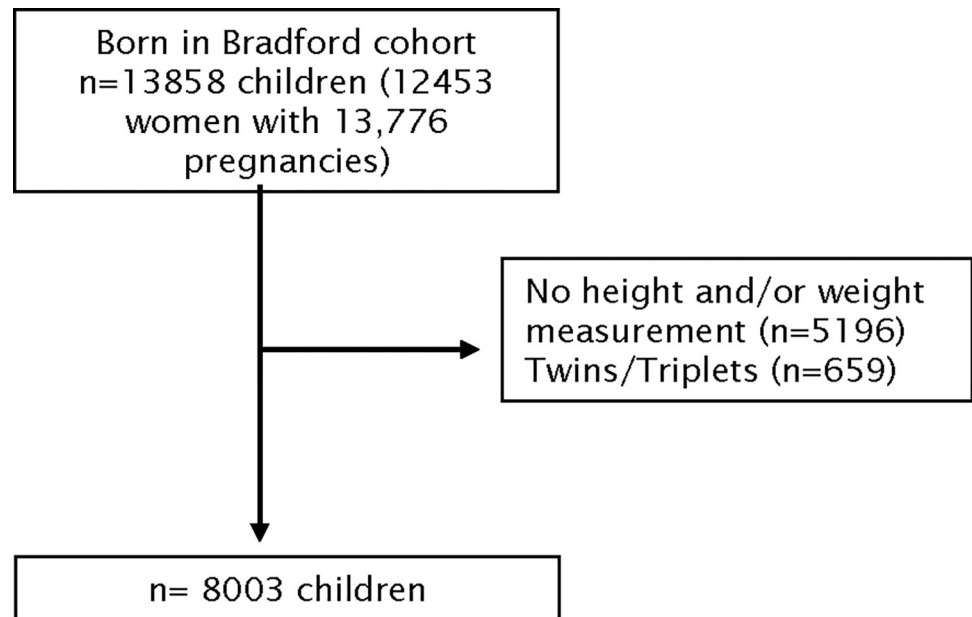 Born in Bradford cohort
n=13858 children (12453
women with 13,776
pregnancies)
No height and/or weight
measurement (n=5196)
Twins/Triplets (n=659)
n= 8003 children